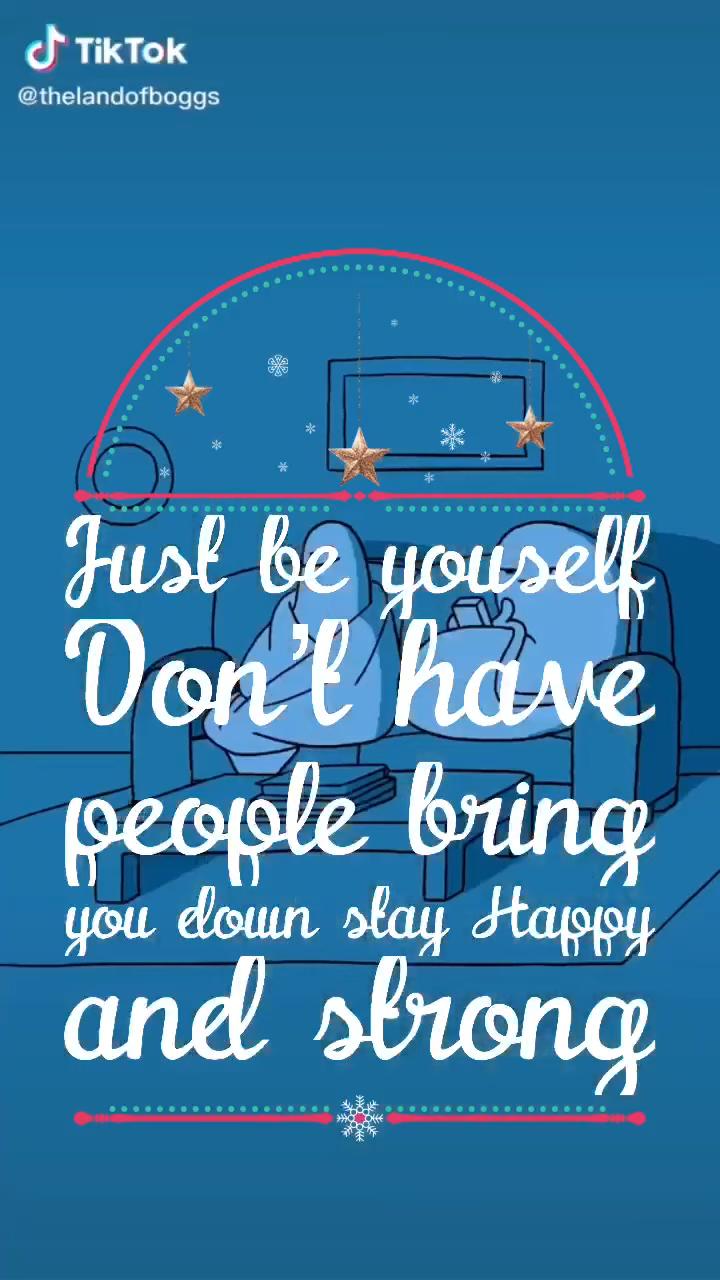 TikTok
@thelandofboggs
Just be youself
Don't have
people bring
you down stay Happy
and strong